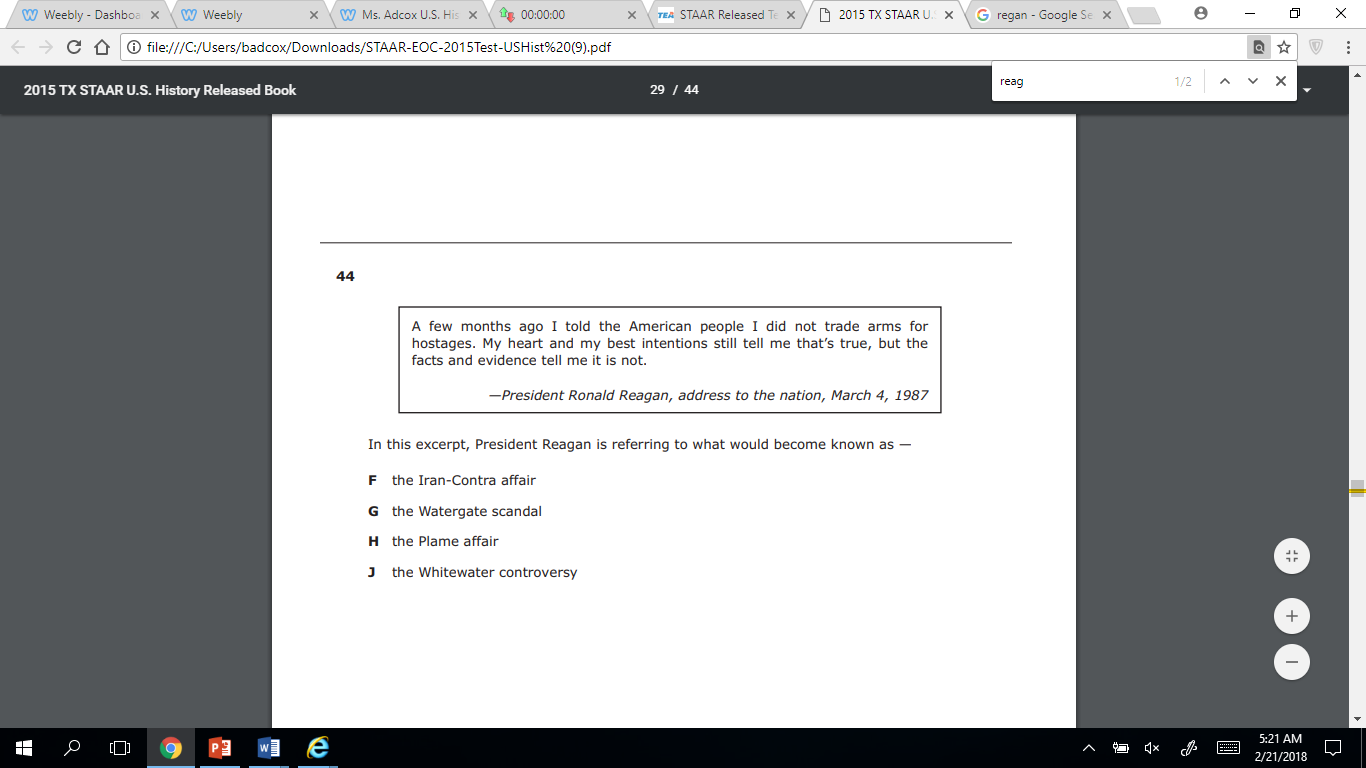 Weebly - Dashboa
Weebly
Ms. Adcox U.S. His
00:00:00
TEA STAAR Released Te
2015 TX STAAR U.S
regan - Google Se
file:///C:/Users/badcox/Downloads/STAAR-EOC-2015Test-USHist%20(9).pdf
reag 1/2
2015 TX STAAR U.S. History Released Book
29 / 44
44
A few months ago I told the American people I did not trade arms for
hostages. My heart and my best intentions still tell me that's true, but the
facts and evidence tell me it is not.
—President Ronald Reagan, address to the nation, March 4, 1987
In this excerpt, President Reagan is referring to what would become known as —
F the Iran-Contra affair
G the Watergate scandal
H the Plame affair
J the Whitewater controversy
5:21 AM
2/21/2018